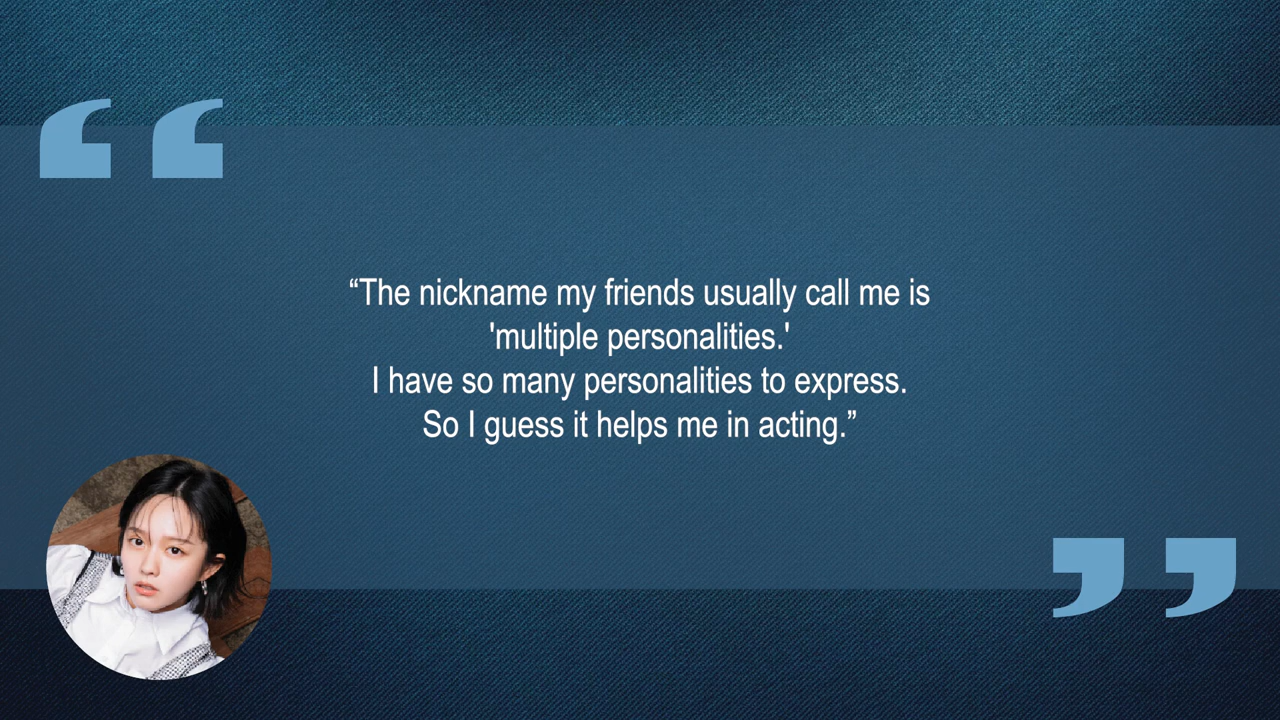 “The nickname my friends usually call me is
'multiple personalities.'
I have so many personalities to express.
So I guess it helps me in acting.”